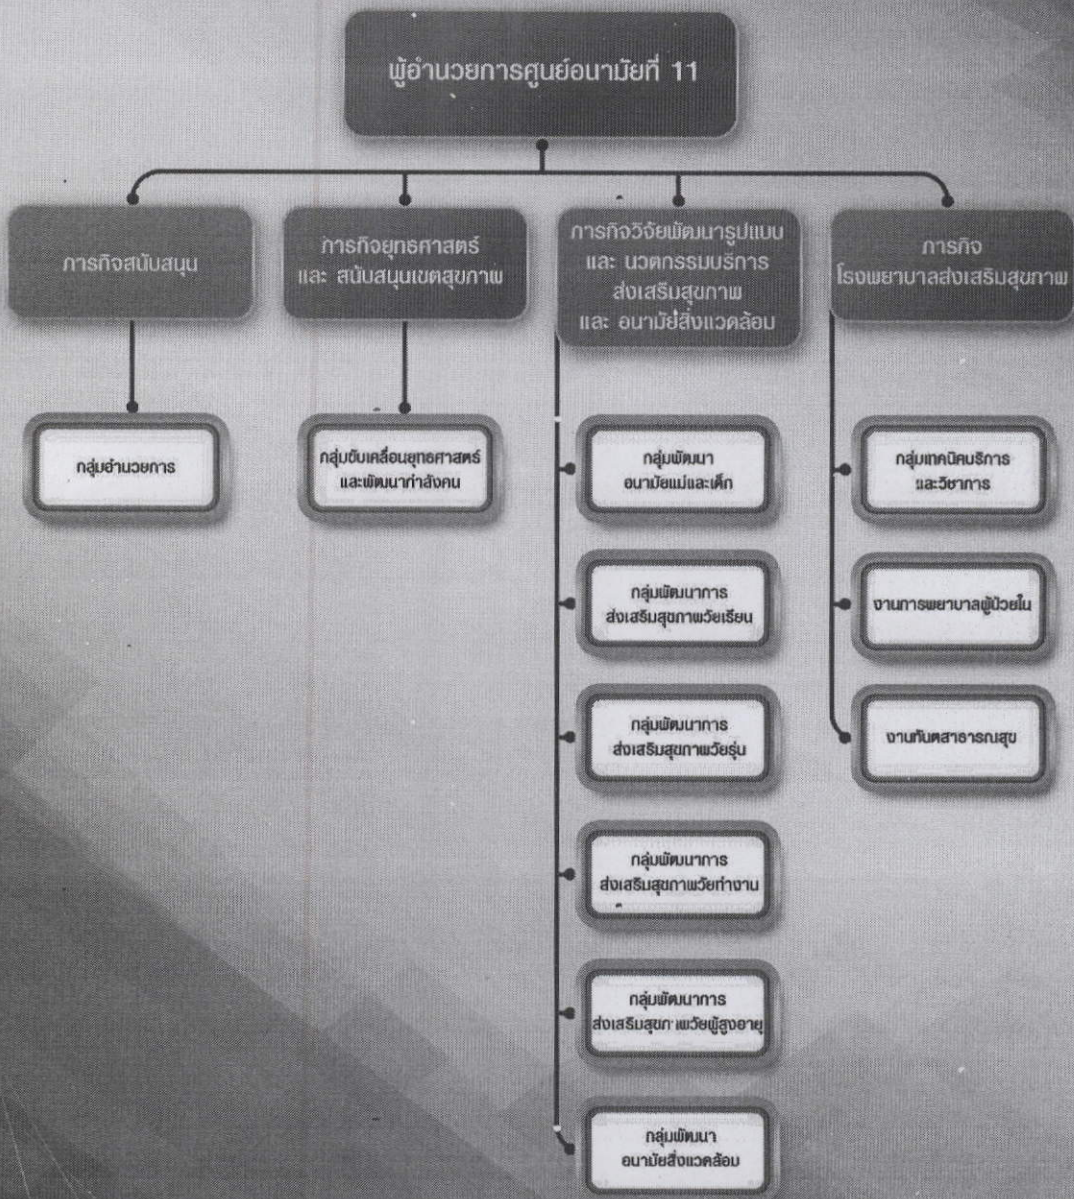 ผู้อำนวยการศูนย์อนามัยที่ 11
ภารกิจสนับสนุน
ภารกิจยุทธศาสตร์
และ สนับสนุนเขตสุขภาพ
ภารกิจวิจัยพัฒนารูปแบบ
และ นวตกรรมบริการ
ส่งเสริมสุขภาพ
และ อนามัยสิ่งแวดล้อม
ภารกิจ
โรงพยาบาลส่งเสริมสุขภาพ
กลุ่มอำนวยการ
กลุ่มขับเคลื่อนยุทธศาสตร์
และพัฒนากำลังคน
กลุ่มพัฒนา
อนามัยแม่และเด็ก
กลุ่มพัฒนาการ
ส่งเสริมสุขภาพวัยเรียน
กลุ่มพัฒนาการ
ส่งเสริมสุขภาพวัยรุ่น
กลุ่มพัฒนาการ
ส่งเสริมสุขภาพวัยทำงาน
กลุ่มพัฒนาการ
ส่งเสริมสุขภาพวัยผู้สูงอายุ
กลุ่มพัฒนา
อนามัยสิ่งแวดล้อม
กลุ่มเทคนิคบริการ
และวิชาการ
งานการพยาบาลผู้ป่วยใน
งานทันตสาธารณสุข